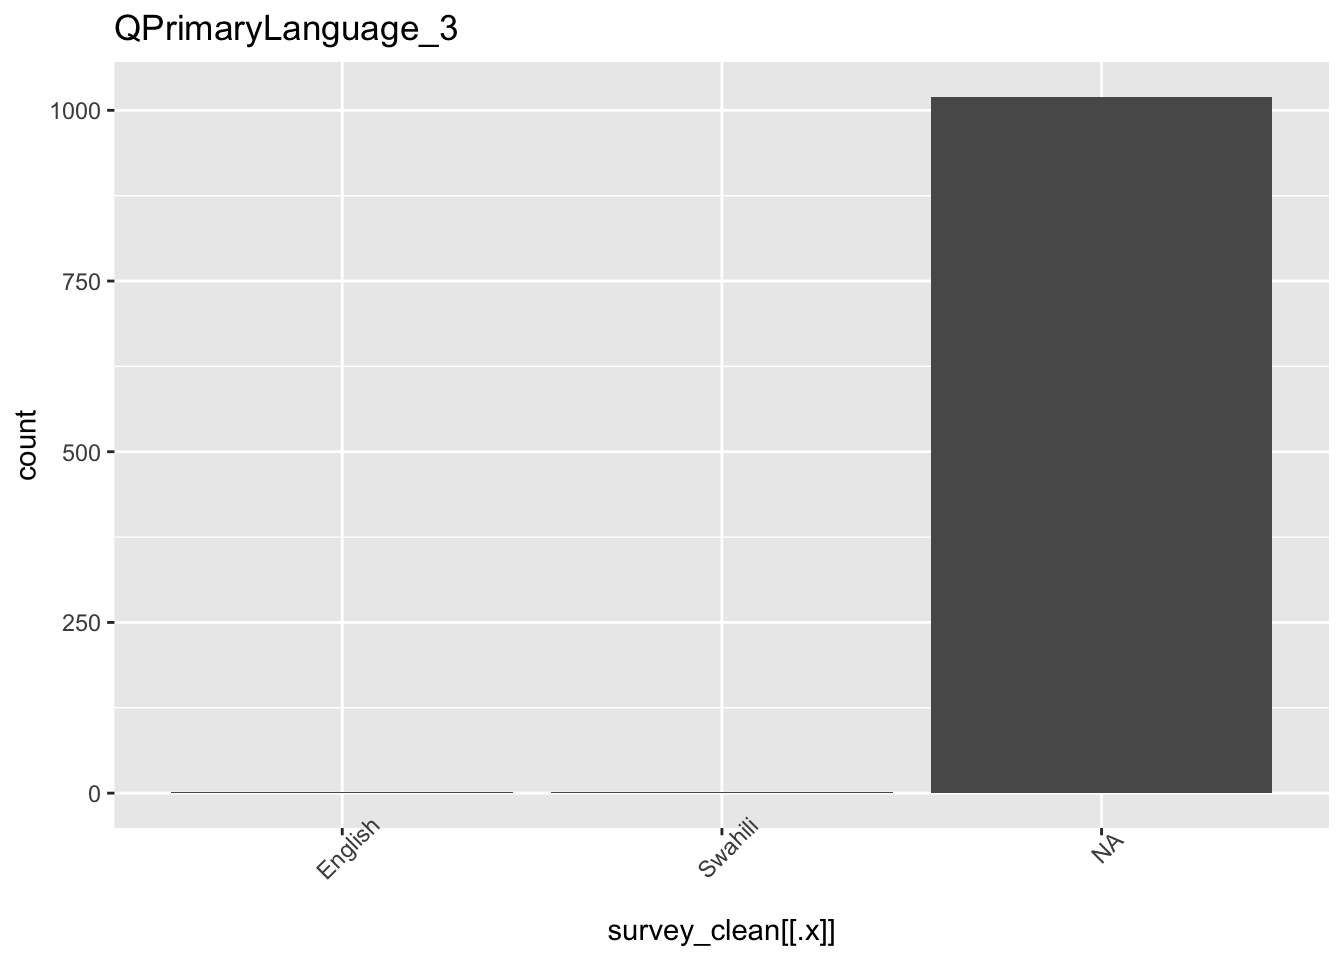 QPrimaryLanguage_3
1000
750
500
250
0
count
English
Swahili
NA
survey_clean[[.x]]